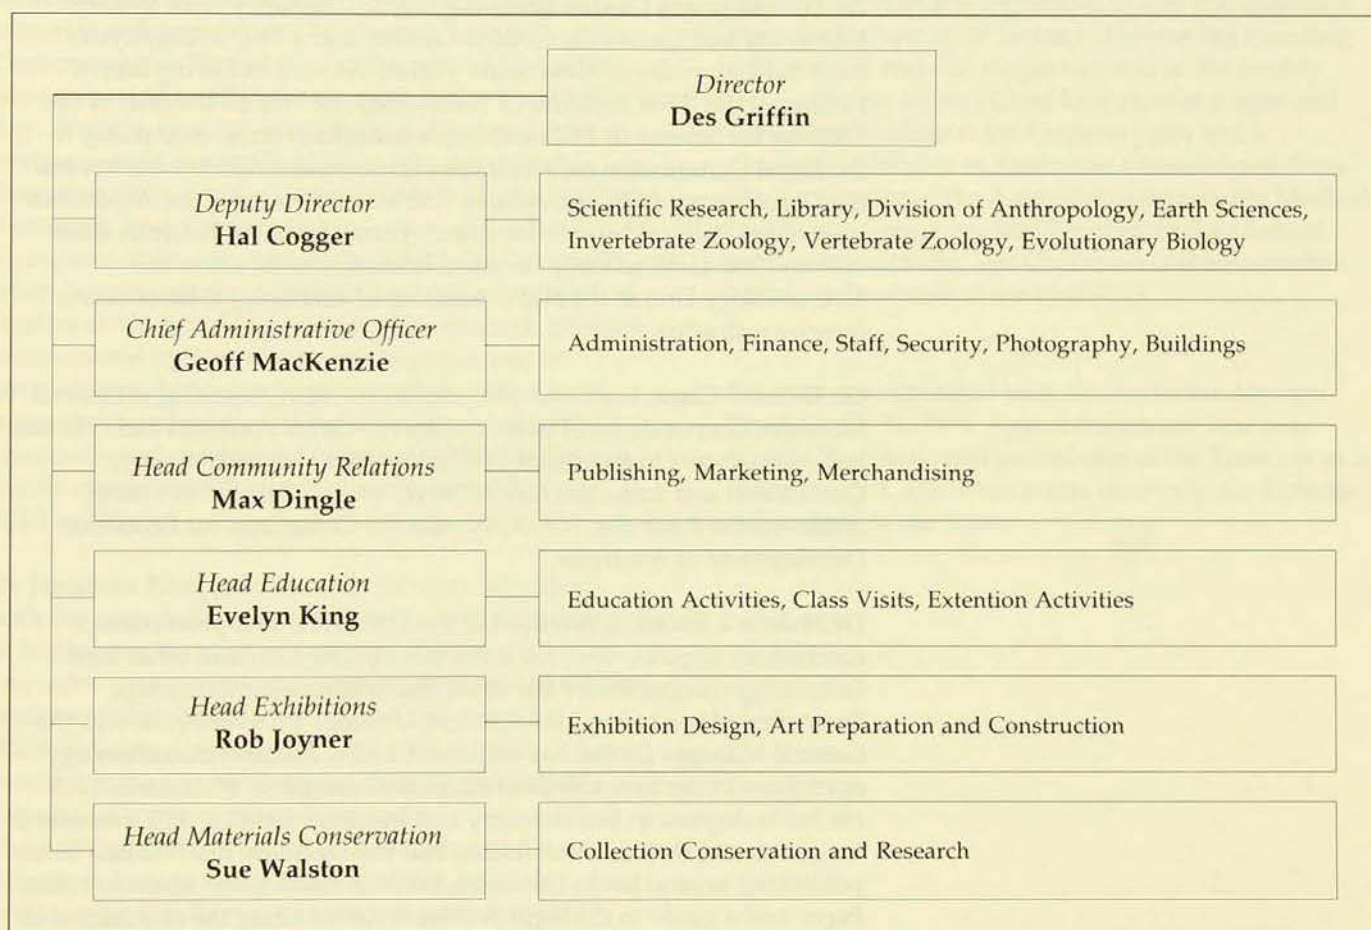 Director
Des Griffin
Deputy Director
Hal Cogger
Scientific Research, Library, Division of Anthropology, Earth Sciences,
Invertebrate Zoology, Vertebrate Zoology, Evolutionary Biology
Chief Administrative Officer
Geoff MacKenzie
Administration, Finance, Staff, Security, Photography, Buildings
Head Community Relations
Max Dingle
Publishing, Marketing, Merchandising
Head Education
Evelyn King
Education Activities, Class Visits, Extention Activities
Head Exhibitions
Rob Joyner
Exhibition Design, Art Preparation and Construction
Head Materials Conservation
Sue Walston
Collection Conservation and Research